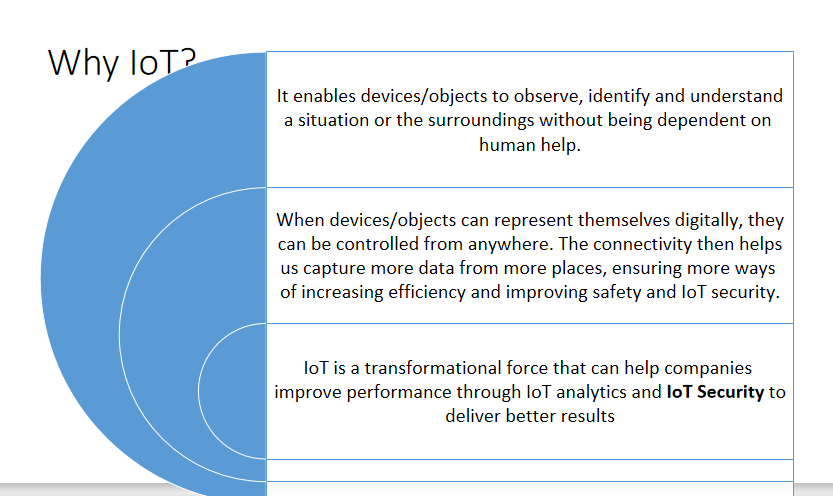 Why IoT?
It enables devices/objects to observe, identify and understand
a situation or the surroundings without being dependent on
human help.
When devices/objects can represent themselves digitally, they
can be controlled from anywhere. The connectivity then helps
us capture more data from more places, ensuring more ways
of increasing efficiency and improving safety and IoT security.
IoT is a transformational force that can help companies
improve performance through IoT analytics and IoT Security to
deliver better results